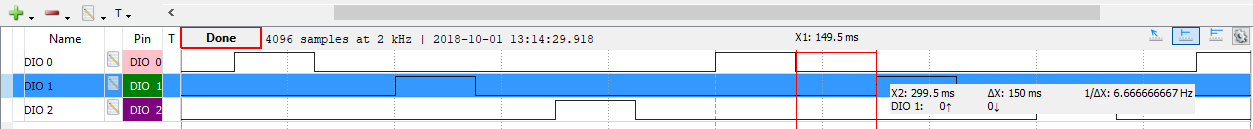 T
Name Pin T Done 4096 samples at 2 kHz | 2018-10-01 13:14:29.918 X1: 149.5 ms
DIO 0 DIO 0
DIO 1 DIO 1
X2: 299.5 ms ΔX: 150 ms 1/ΔX: 6.666666667 Hz
DIO 1: 0↑ 0↓
DIO 2 DIO 2